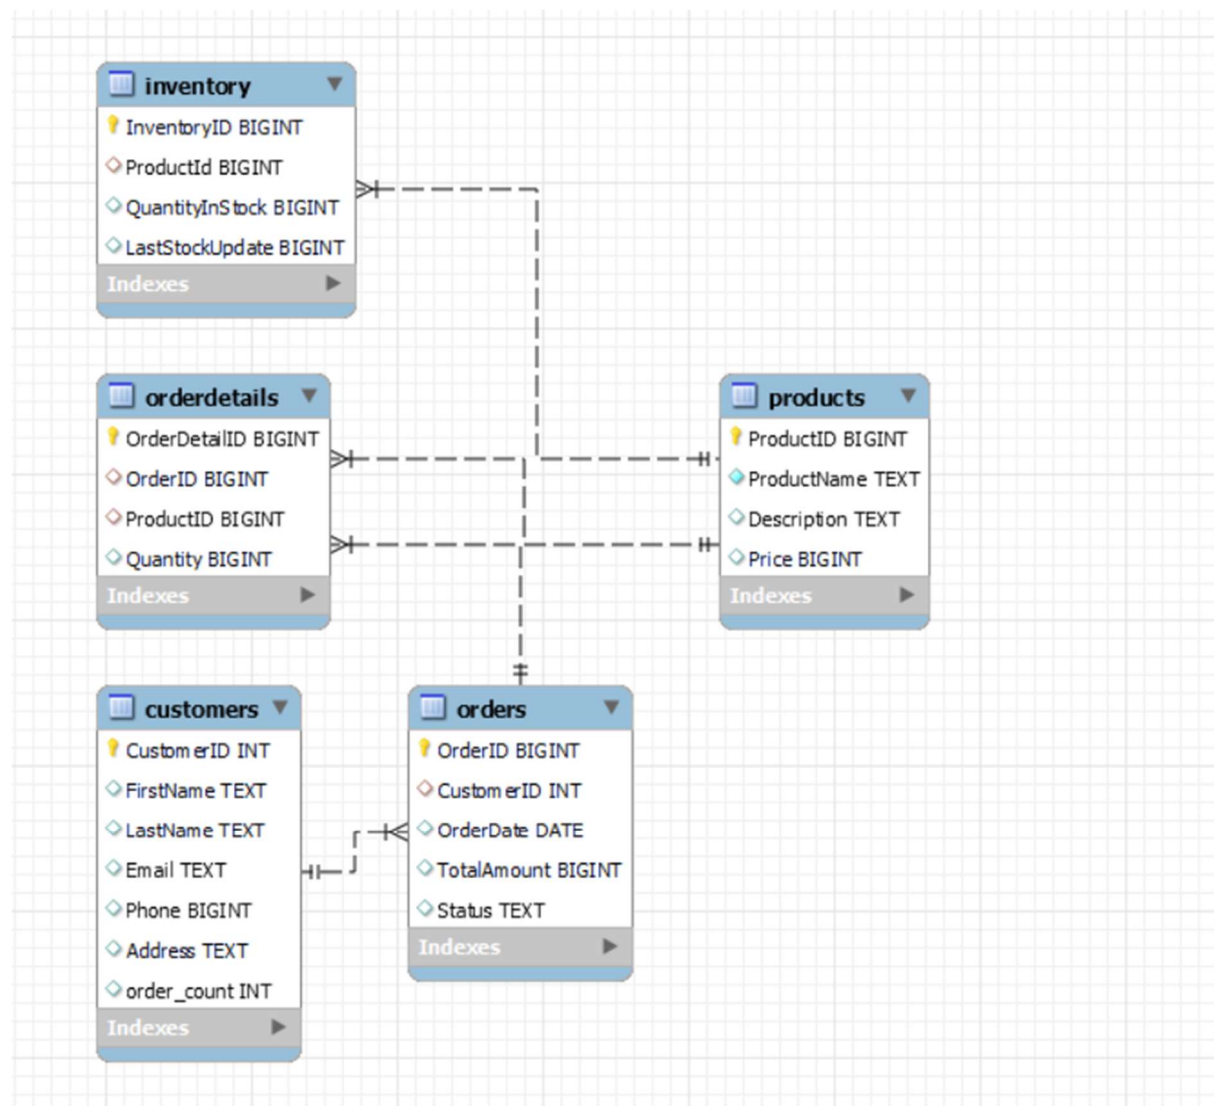 inventory
InventoryID BIGINT
ProductId BIGINT
QuantityInStock BIGINT
LastStockUpdate BIGINT
Indexes
orderdetails
OrderDetailID BIGINT
OrderID BIGINT
ProductID BIGINT
Quantity BIGINT
Indexes
products
ProductID BIGINT
ProductName TEXT
Description TEXT
Price BIGINT
Indexes
customers
CustomerID INT
FirstName TEXT
LastName TEXT
Email TEXT
Phone BIGINT
Address TEXT
order_count INT
Indexes
orders
OrderID BIGINT
CustomerID INT
OrderDate DATE
TotalAmount BIGINT
Status TEXT
Indexes